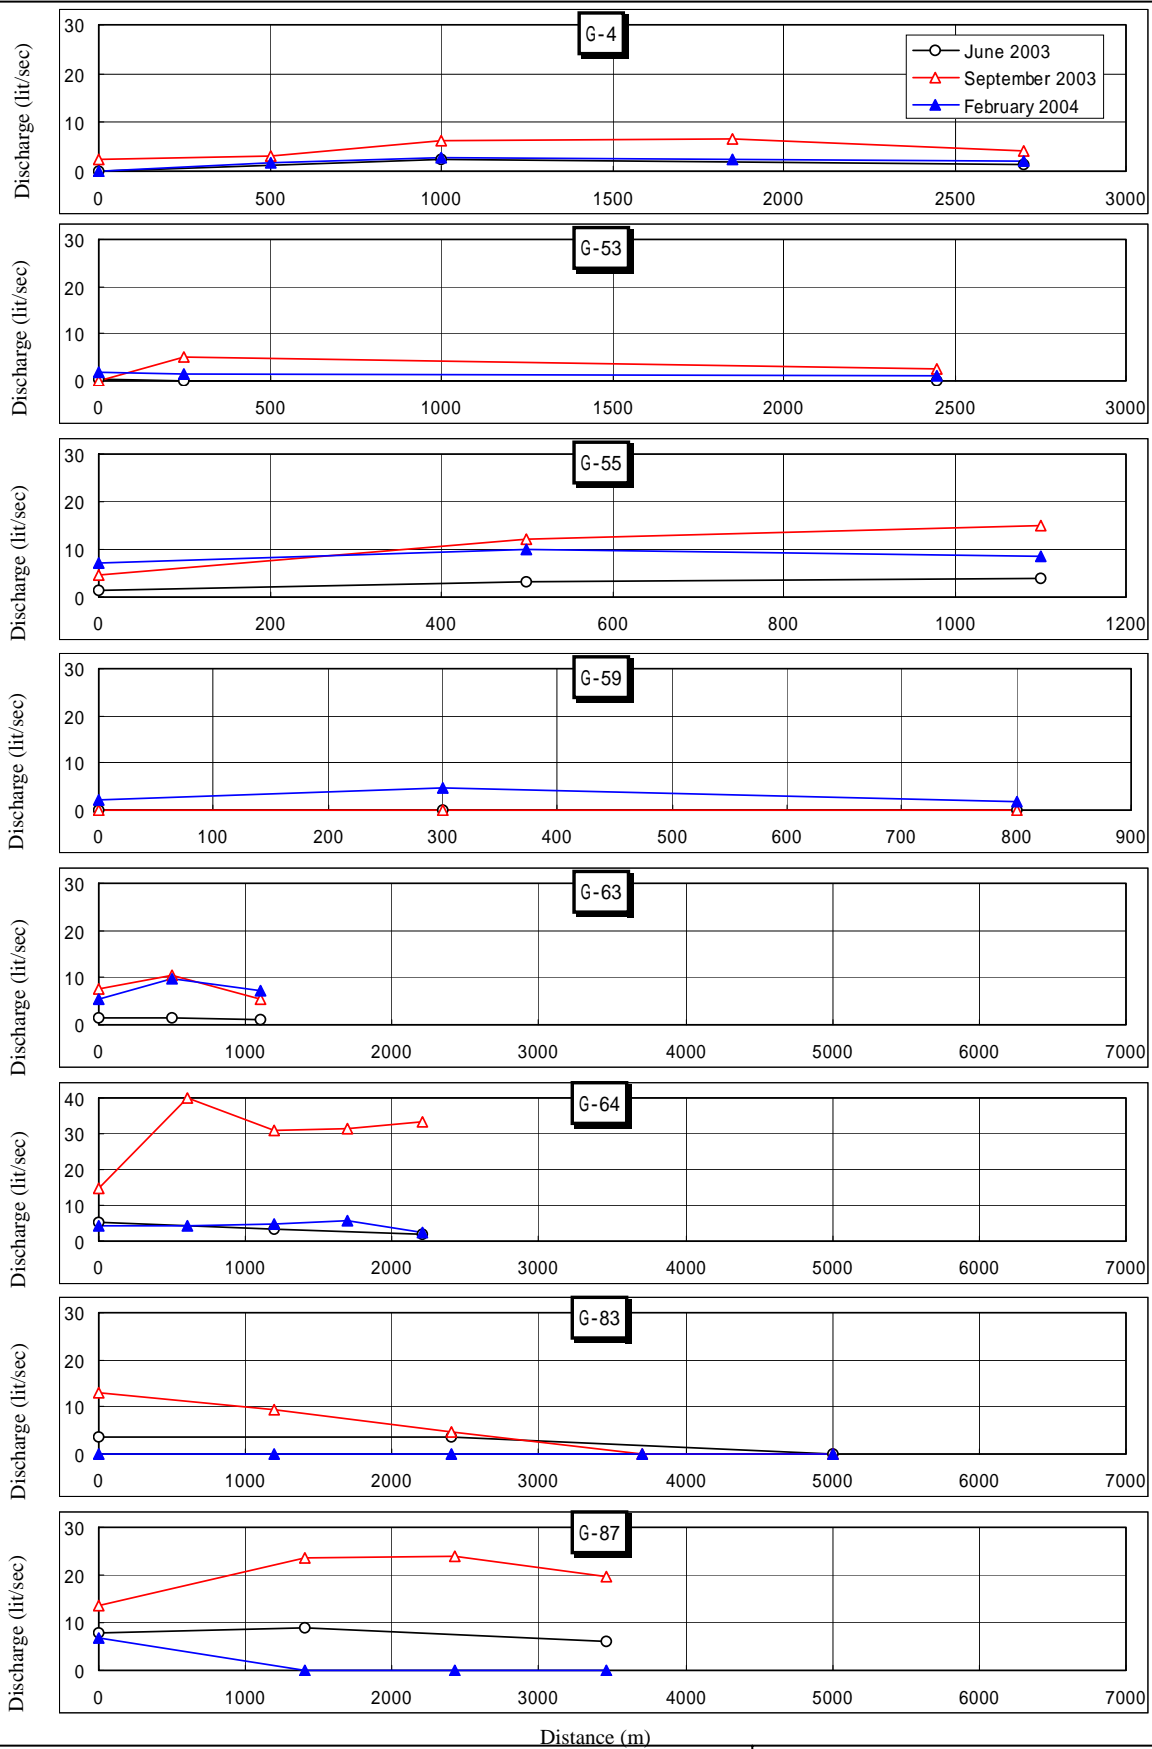 G-4
Discharge (lit/sec)
30
20
10
0
0 500 1000 1500 2000 2500 3000
June 2003
September 2003
February 2004
G-53
Discharge (lit/sec)
30
20
10
0
0 500 1000 1500 2000 2500 3000
G-55
Discharge (lit/sec)
30
20
10
0
0 200 400 600 800 1000 1200
G-59
Discharge (lit/sec)
30
20
10
0
0 100 200 300 400 500 600 700 800 900
G-63
Discharge (lit/sec)
30
20
10
0
0 1000 2000 3000 4000 5000 6000 7000
G-64
Discharge (lit/sec)
40
30
20
10
0
0 1000 2000 3000 4000 5000 6000 7000
G-83
Discharge (lit/sec)
30
20
10
0
0 1000 2000 3000 4000 5000 6000 7000
G-87
Discharge (lit/sec)
30
20
10
0
0 1000 2000 3000 4000 5000 6000 7000
Distance (m)